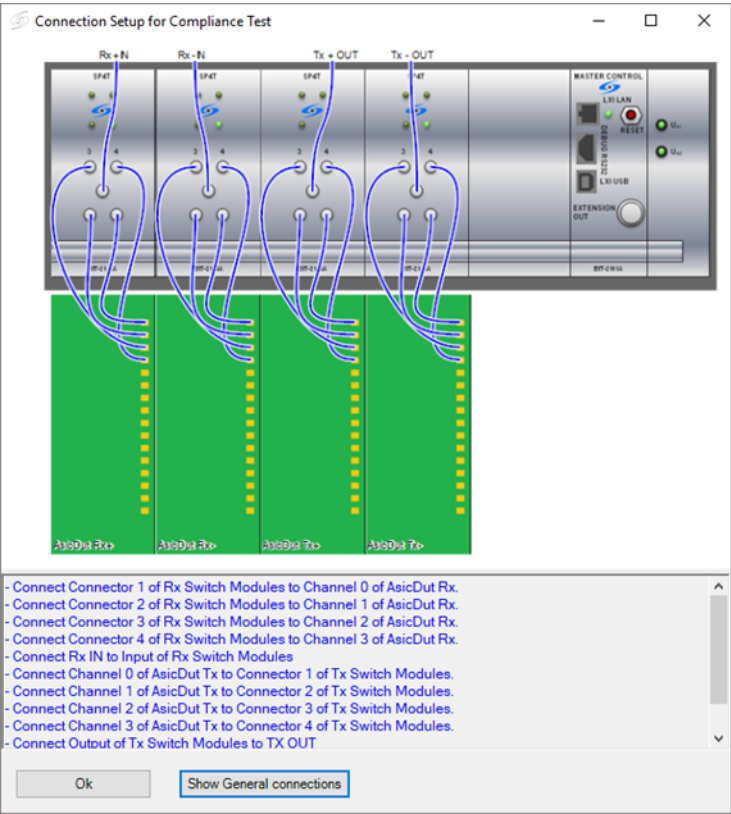 Connection Setup for Compliance Test
Rx + IN
Rx - IN
Tx + OUT
Tx - OUT
SP4T
SP4T
SP4T
SP4T
MASTER CONTROL
LXI LAN
RESET
DEBUG RS232
LXI USB
EXTENSION
OUT
3 4
3 4
3 4
3 4
AsicDut Rx+
AsicDut Rx-
AsicDut Tx+
AsicDut Tx-
- Connect Connector 1 of Rx Switch Modules to Channel 0 of AsicDut Rx.
- Connect Connector 2 of Rx Switch Modules to Channel 1 of AsicDut Rx.
- Connect Connector 3 of Rx Switch Modules to Channel 2 of AsicDut Rx.
- Connect Connector 4 of Rx Switch Modules to Channel 3 of AsicDut Rx.
- Connect Rx IN to Input of Rx Switch Modules
- Connect Channel 0 of AsicDut Tx to Connector 1 of Tx Switch Modules.
- Connect Channel 1 of AsicDut Tx to Connector 2 of Tx Switch Modules.
- Connect Channel 2 of AsicDut Tx to Connector 3 of Tx Switch Modules.
- Connect Channel 3 of AsicDut Tx to Connector 4 of Tx Switch Modules.
- Connect Output of Tx Switch Modules to TX OUT
Ok
Show General connections